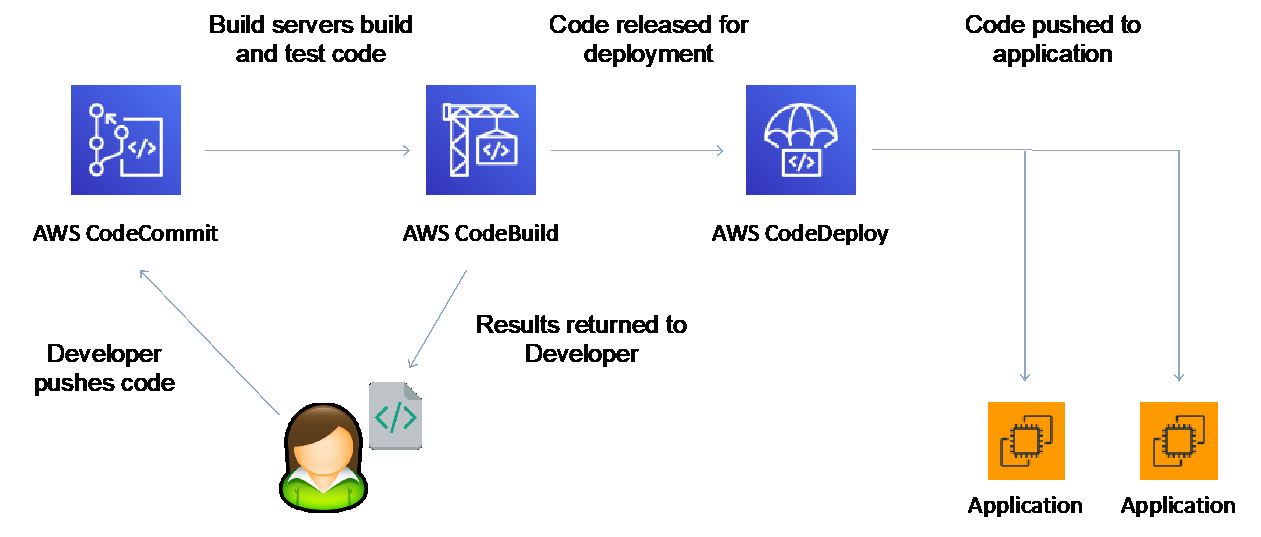 Build servers build
and test code
Code released for
deployment
Code pushed to
application
</>
</>
</>
AWS CodeCommit
AWS CodeBuild
AWS CodeDeploy
Developer
pushes code
Results returned to
Developer
</>
Application
Application